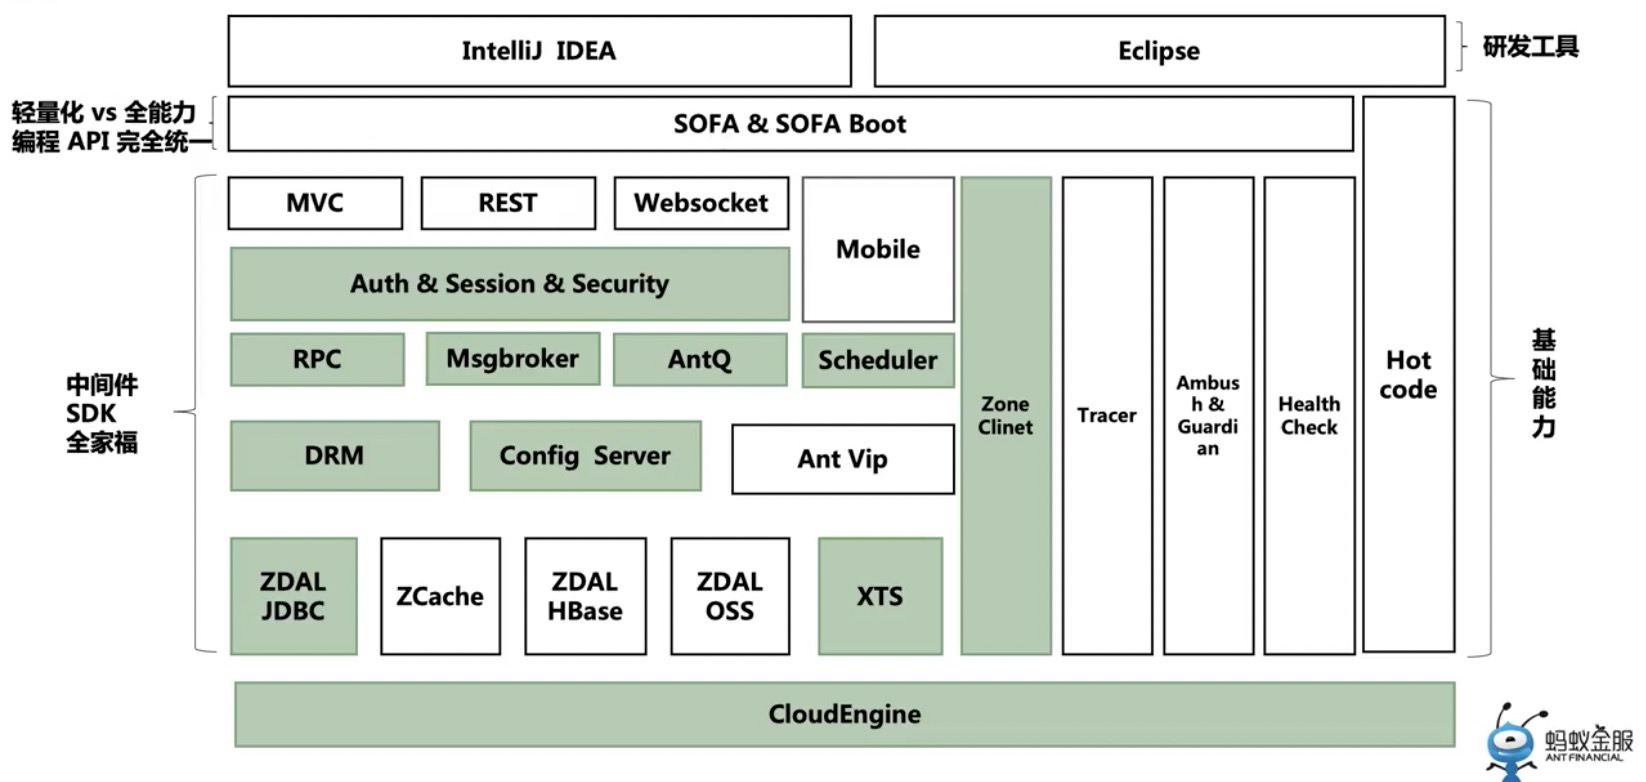 IntelliJ IDEA
Eclipse
研发工具
轻量化 vs 全能力
编程 API 完全统一
SOFA & SOFA Boot
MVC
REST
Websocket
Mobile
Auth & Session & Security
RPC
Msgbroker
AntQ
Scheduler
中间件
SDK
全家福
DRM
Config Server
Ant Vip
ZDAL
JDBC
ZCache
ZDAL
HBase
ZDAL
OSS
XTS
Zone
Clinet
Tracer
Ambus
h &
Guardi
an
Health
Check
Hot
code
基
础
能
力
CloudEngine
蚂蚁金服
ANT FINANCIAL